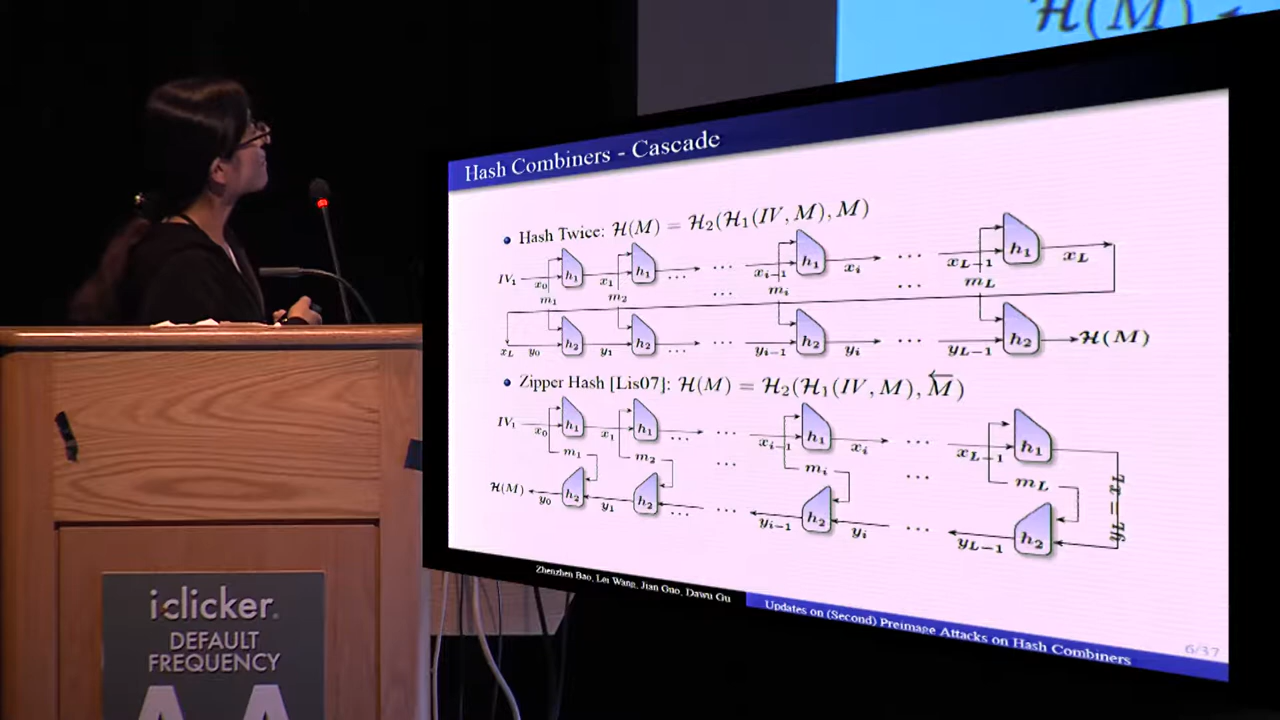 H(M)
Hash Combiners - Cascade
Hash Twice: H(M) = H₂(H₁(IV, M), M)
IV₁ x₀ h₁ x₁ h₁ ... ... xᵢ₋₁ h₁ xᵢ ... x_L₋₁ h₁ x_L
m₁ m₂ ... mᵢ ... m_L
x_L y₀ h₂ y₁ h₂ ... ... yᵢ₋₁ h₂ yᵢ ... y_L₋₁ h₂ H(M)
Zipper Hash [Lis07]: H(M) = H₂(H₁(IV, M), M⃖)
IV₁ x₀ h₁ x₁ h₁ ... ... xᵢ₋₁ h₁ xᵢ ... x_L₋₁ h₁
m₁ m₂ ... mᵢ ... m_L
y_L = x_L
H(M) y₀ h₂ y₁ h₂ ... ... yᵢ₋₁ h₂ yᵢ ... y_L₋₁ h₂
Zhenzhen Bao, Lei Wang, Jian Guo, Dawu Gu
Updates on (Second) Preimage Attacks on Hash Combiners
6/37
iclicker.
DEFAULT
FREQUENCY
AA